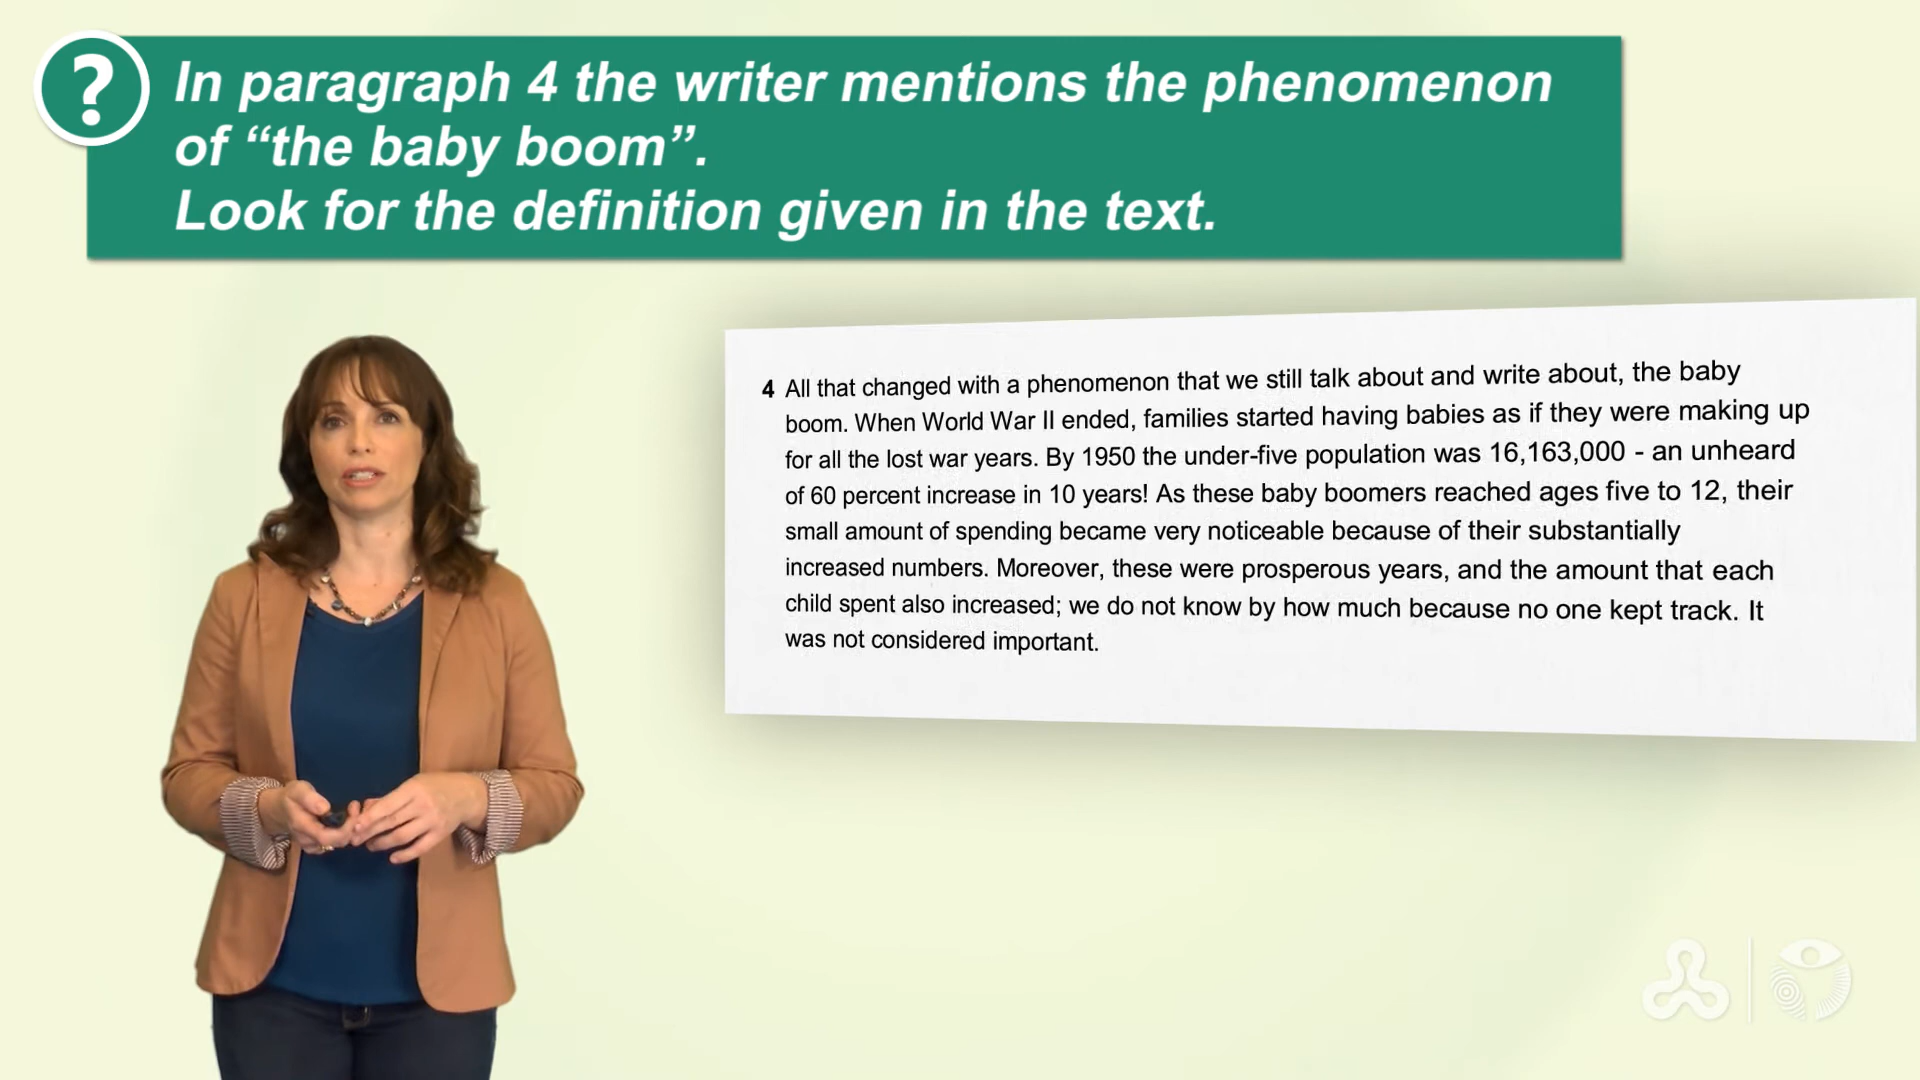 ?
In paragraph 4 the writer mentions the phenomenon
of “the baby boom”.
Look for the definition given in the text.
4 All that changed with a phenomenon that we still talk about and write about, the baby
boom. When World War II ended, families started having babies as if they were making up
for all the lost war years. By 1950 the under-five population was 16,163,000 - an unheard
of 60 percent increase in 10 years! As these baby boomers reached ages five to 12, their
small amount of spending became very noticeable because of their substantially
increased numbers. Moreover, these were prosperous years, and the amount that each
child spent also increased; we do not know by how much because no one kept track. It
was not considered important.